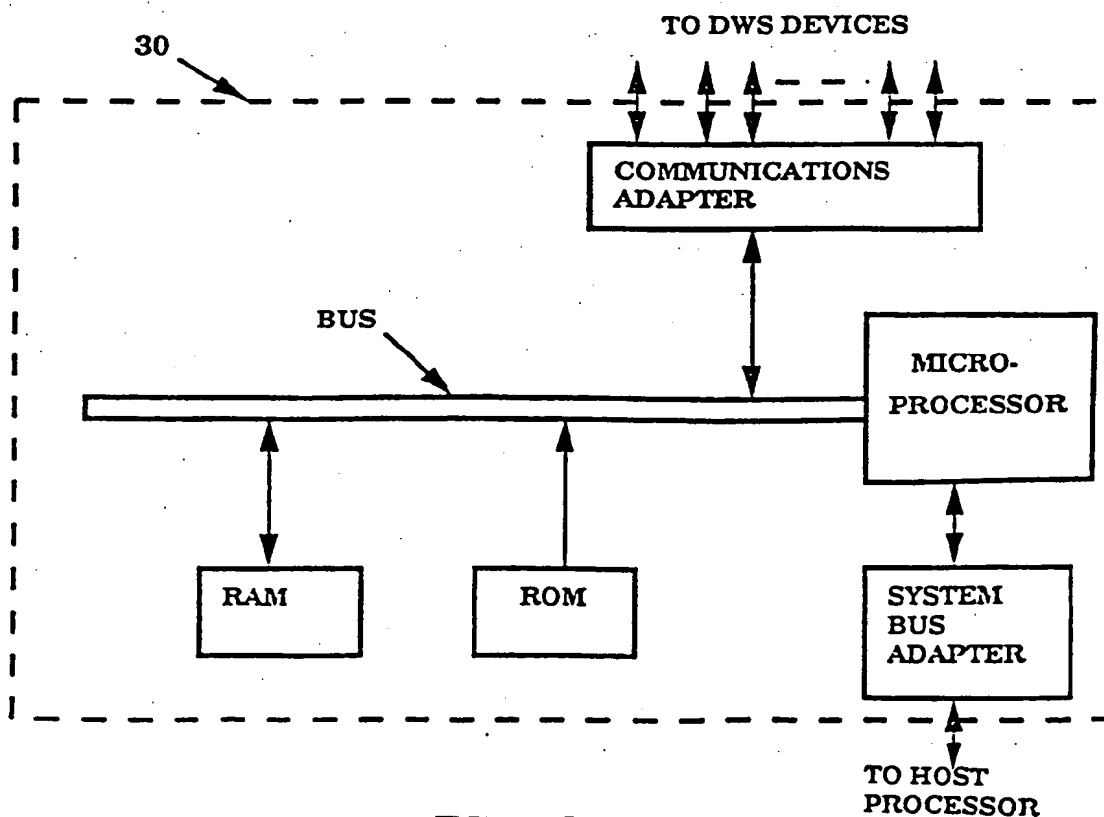 TO DWS DEVICES
30
COMMUNICATIONS
ADAPTER
BUS
MICRO-
PROCESSOR
RAM
ROM
SYSTEM
BUS
ADAPTER
TO HOST
PROCESSOR